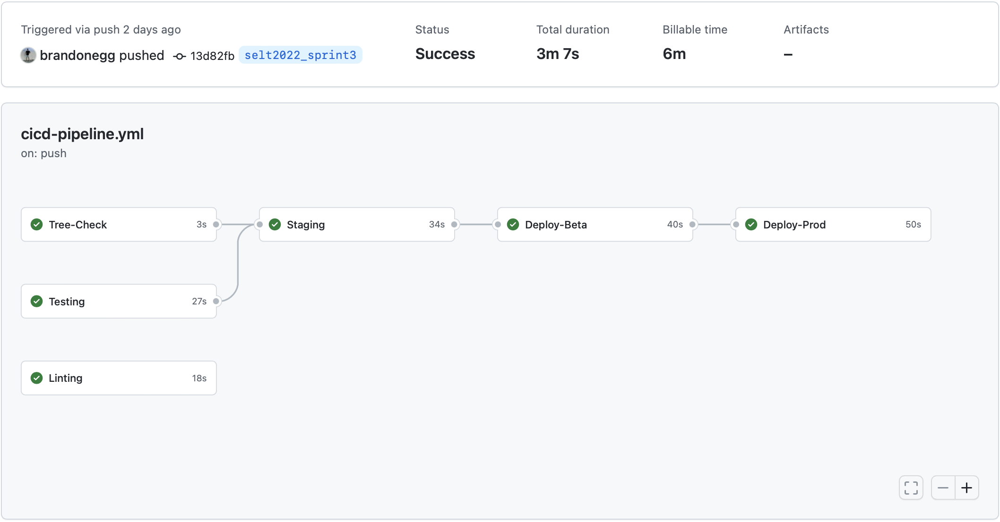 Triggered via push 2 days ago
brandonegg pushed 13d82fb selt2022_sprint3
Status
Success
Total duration
3m 7s
Billable time
6m
Artifacts
–
cicd-pipeline.yml
on: push
Tree-Check 3s
Staging 34s
Deploy-Beta 40s
Deploy-Prod 50s
Testing 27s
Linting 18s